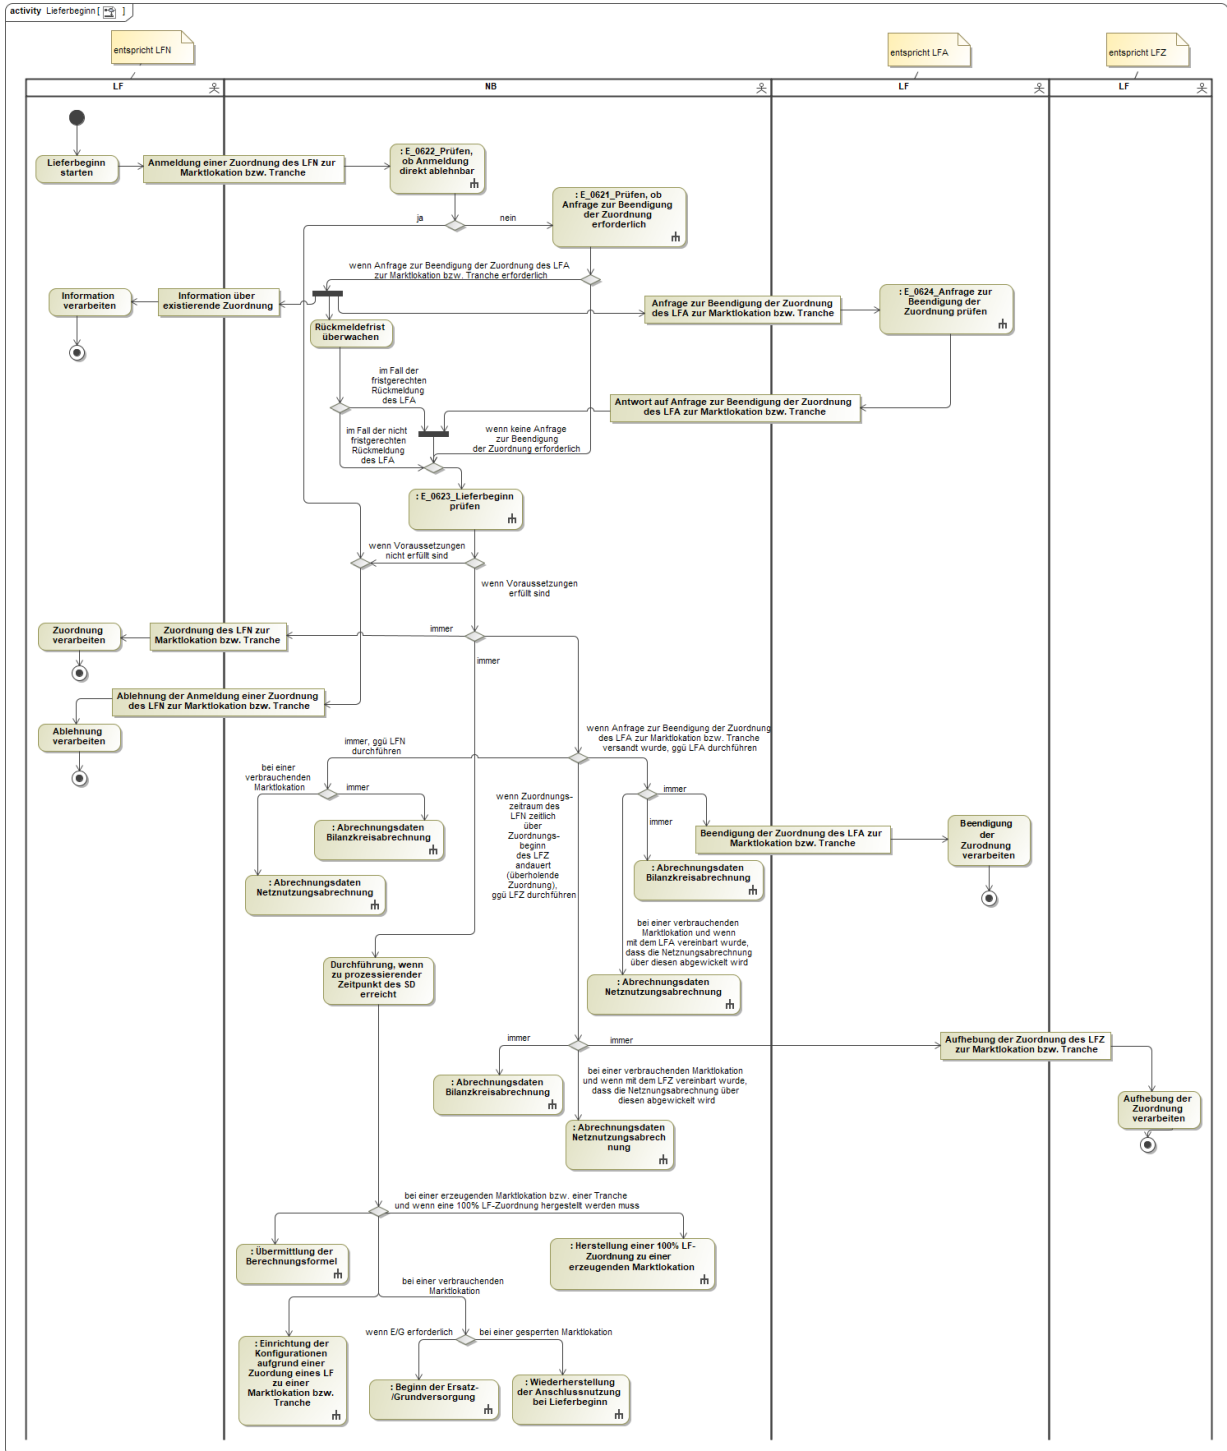 activity Lieferbeginn [ ]
entspricht LFN
entspricht LFA
entspricht LFZ
LF
NB
LF
LF
Lieferbeginn
starten
Anmeldung einer Zuordnung des LFN zur
Marktlokation bzw. Tranche
: E_0622_Prüfen,
ob Anmeldung
direkt ablehnbar
: E_0621_Prüfen, ob
Anfrage zur Beendigung
der Zuordnung
erforderlich
ja
nein
wenn Anfrage zur Beendigung der Zuordnung des LFA
zur Marktlokation bzw. Tranche erforderlich
Information
verarbeiten
Information über
existierende Zuordnung
Rückmeldefrist
überwachen
Anfrage zur Beendigung der Zuordnung
des LFA zur Marktlokation bzw. Tranche
: E_0624_Anfrage zur
Beendigung der
Zuordnung prüfen
im Fall der
fristgerechten
Rückmeldung
des LFA
Antwort auf Anfrage zur Beendigung der Zuordnung
des LFA zur Marktlokation bzw. Tranche
im Fall der nicht
fristgerechten
Rückmeldung
des LFA
wenn keine Anfrage
zur Beendigung
der Zuordnung erforderlich
: E_0623_Lieferbeginn
prüfen
wenn Voraussetzungen
nicht erfüllt sind
wenn Voraussetzungen
erfüllt sind
Zuordnung
verarbeiten
Zuordnung des LFN zur
Marktlokation bzw. Tranche
immer
immer
Ablehnung der Anmeldung einer Zuordnung
des LFN zur Marktlokation bzw. Tranche
Ablehnung
verarbeiten
wenn Anfrage zur Beendigung der Zuordnung
des LFA zur Marktlokation bzw. Tranche
versandt wurde, ggü LFA durchführen
immer, ggü LFN
durchführen
bei einer
verbrauchenden
Marktlokation
immer
wenn Zuordnungs-
zeitraum des
LFN zeitlich
über
Zuordnungs-
beginn
des LFZ
andauert
(überholende
Zuordnung),
ggü LFZ durchführen
immer
immer
: Abrechnungsdaten
Bilanzkreisabrechnung
Beendigung der Zuordnung des LFA zur
Marktlokation bzw. Tranche
Beendigung
der
Zurodnung
verarbeiten
: Abrechnungsdaten
Netznutzungsabrechnung
: Abrechnungsdaten
Bilanzkreisabrechnung
bei einer verbrauchenden
Marktlokation und wenn
mit dem LFA vereinbart wurde,
dass die Netznungsabrechnung
über diesen abgewickelt wird
Durchführung, wenn
zu prozessierender
Zeitpunkt des SD
erreicht
: Abrechnungsdaten
Netznutzungsabrechnung
immer
immer
Aufhebung der Zuordnung des LFZ
zur Marktlokation bzw. Tranche
: Abrechnungsdaten
Bilanzkreisabrechnung
bei einer verbrauchenden Marktlokation
und wenn mit dem LFZ vereinbart wurde,
dass die Netznungsabrechnung über
diesen abgewickelt wird
Aufhebung der
Zuordnung
verarbeiten
: Abrechnungsdaten
Netznutzungsabrech
nung
bei einer erzeugenden Marktlokation bzw. einer Tranche
und wenn eine 100% LF-Zuordnung hergestellt werden muss
: Übermittlung der
Berechnungsformel
: Herstellung einer 100% LF-
Zuordnung zu einer
erzeugenden Marktlokation
bei einer verbrauchenden
Marktlokation
wenn E/G erforderlich
bei einer gesperrten Marktlokation
: Einrichtung der
Konfigurationen
aufgrund einer
Zuordung eines LF
zu einer
Marktlokation bzw.
Tranche
: Beginn der Ersatz-
/Grundversorgung
: Wiederherstellung
der Anschlussnutzung
bei Lieferbeginn